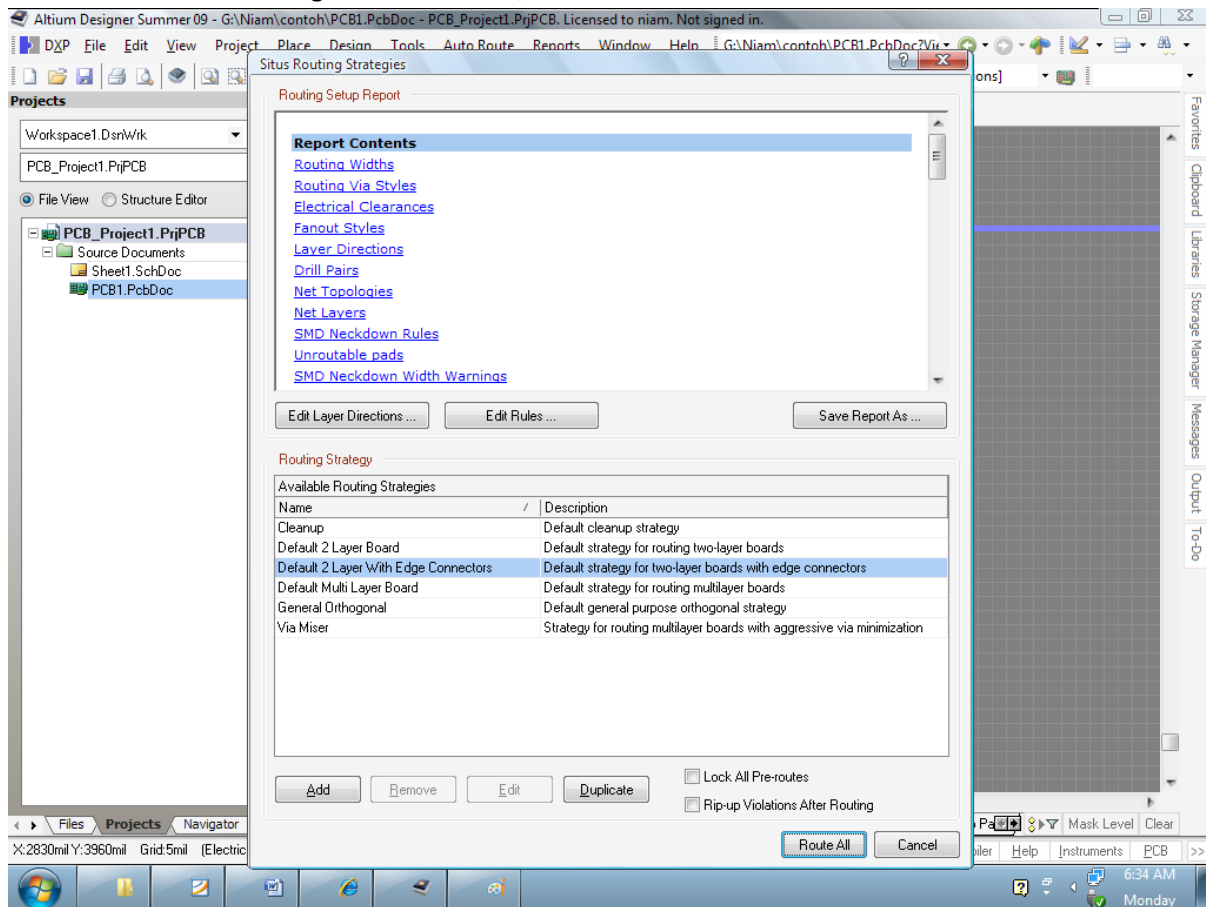 Altium Designer Summer 09 - G:\Niam\contoh\PCB1.PcbDoc - PCB_Project1.PrjPCB. Licensed to niam. Not signed in.
DXP File Edit View Project Place Design Tools Auto Route Reports Window Help G:\Niam\contoh\PCB1.PcbDoc?Vi
Situs Routing Strategies
ons]
Projects
Workspace1.DsnWrk
PCB_Project1.PrjPCB
File View Structure Editor
PCB_Project1.PrjPCB
Source Documents
Sheet1.SchDoc
PCB1.PcbDoc
Routing Setup Report
Report Contents
Routing Widths
Routing Via Styles
Electrical Clearances
Fanout Styles
Layer Directions
Drill Pairs
Net Topologies
Net Layers
SMD Neckdown Rules
Unroutable pads
SMD Neckdown Width Warnings
Edit Layer Directions ... Edit Rules ... Save Report As ...
Routing Strategy
Available Routing Strategies
Name / Description
Cleanup Default cleanup strategy
Default 2 Layer Board Default strategy for routing two-layer boards
Default 2 Layer With Edge Connectors Default strategy for two-layer boards with edge connectors
Default Multi Layer Board Default strategy for routing multilayer boards
General Orthogonal Default general purpose orthogonal strategy
Via Miser Strategy for routing multilayer boards with aggressive via minimization
Add Remove Edit Duplicate
Lock All Pre-routes
Rip-up Violations After Routing
Route All Cancel
Favorites
Clipboard
Libraries
Storage Manager
Messages
Output
To-Do
Files Projects Navigator
Pa Mask Level Clear
X:2830mil Y:3960mil Grid:5mil (Electric
piler Help Instruments PCB >>
6:34 AM
Monday